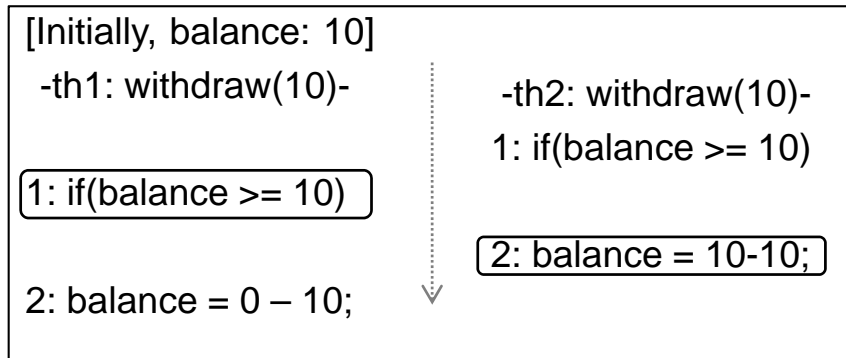 [Initially, balance: 10]
-th1: withdraw(10)-
-th2: withdraw(10)-
1: if(balance >= 10)
1: if(balance >= 10)
2: balance = 10-10;
2: balance = 0 – 10;